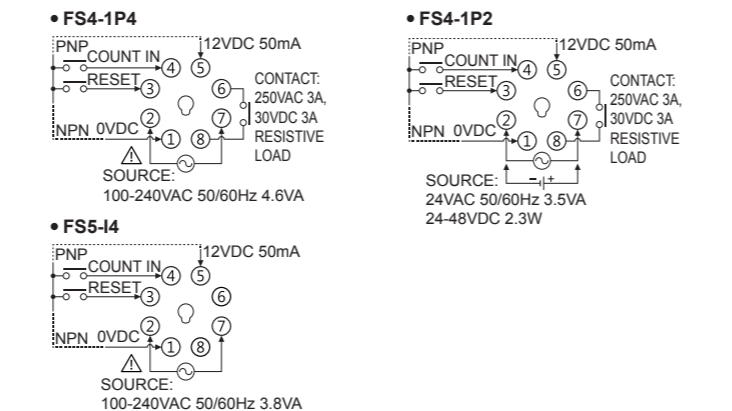 • FS4-1P4
PNP
12VDC 50mA
COUNT IN
4 5
RESET
3 6
CONTACT:
250VAC 3A,
30VDC 3A
RESISTIVE
LOAD
2 7
NPN 0VDC
1 8
SOURCE:
100-240VAC 50/60Hz 4.6VA
• FS4-1P2
PNP
12VDC 50mA
COUNT IN
4 5
RESET
3 6
CONTACT:
250VAC 3A,
30VDC 3A
RESISTIVE
LOAD
2 7
NPN 0VDC
1 8
SOURCE: − +
24VAC 50/60Hz 3.5VA
24-48VDC 2.3W
• FS5-I4
PNP
12VDC 50mA
COUNT IN
4 5
RESET
3 6
2 7
NPN 0VDC
1 8
SOURCE:
100-240VAC 50/60Hz 3.8VA